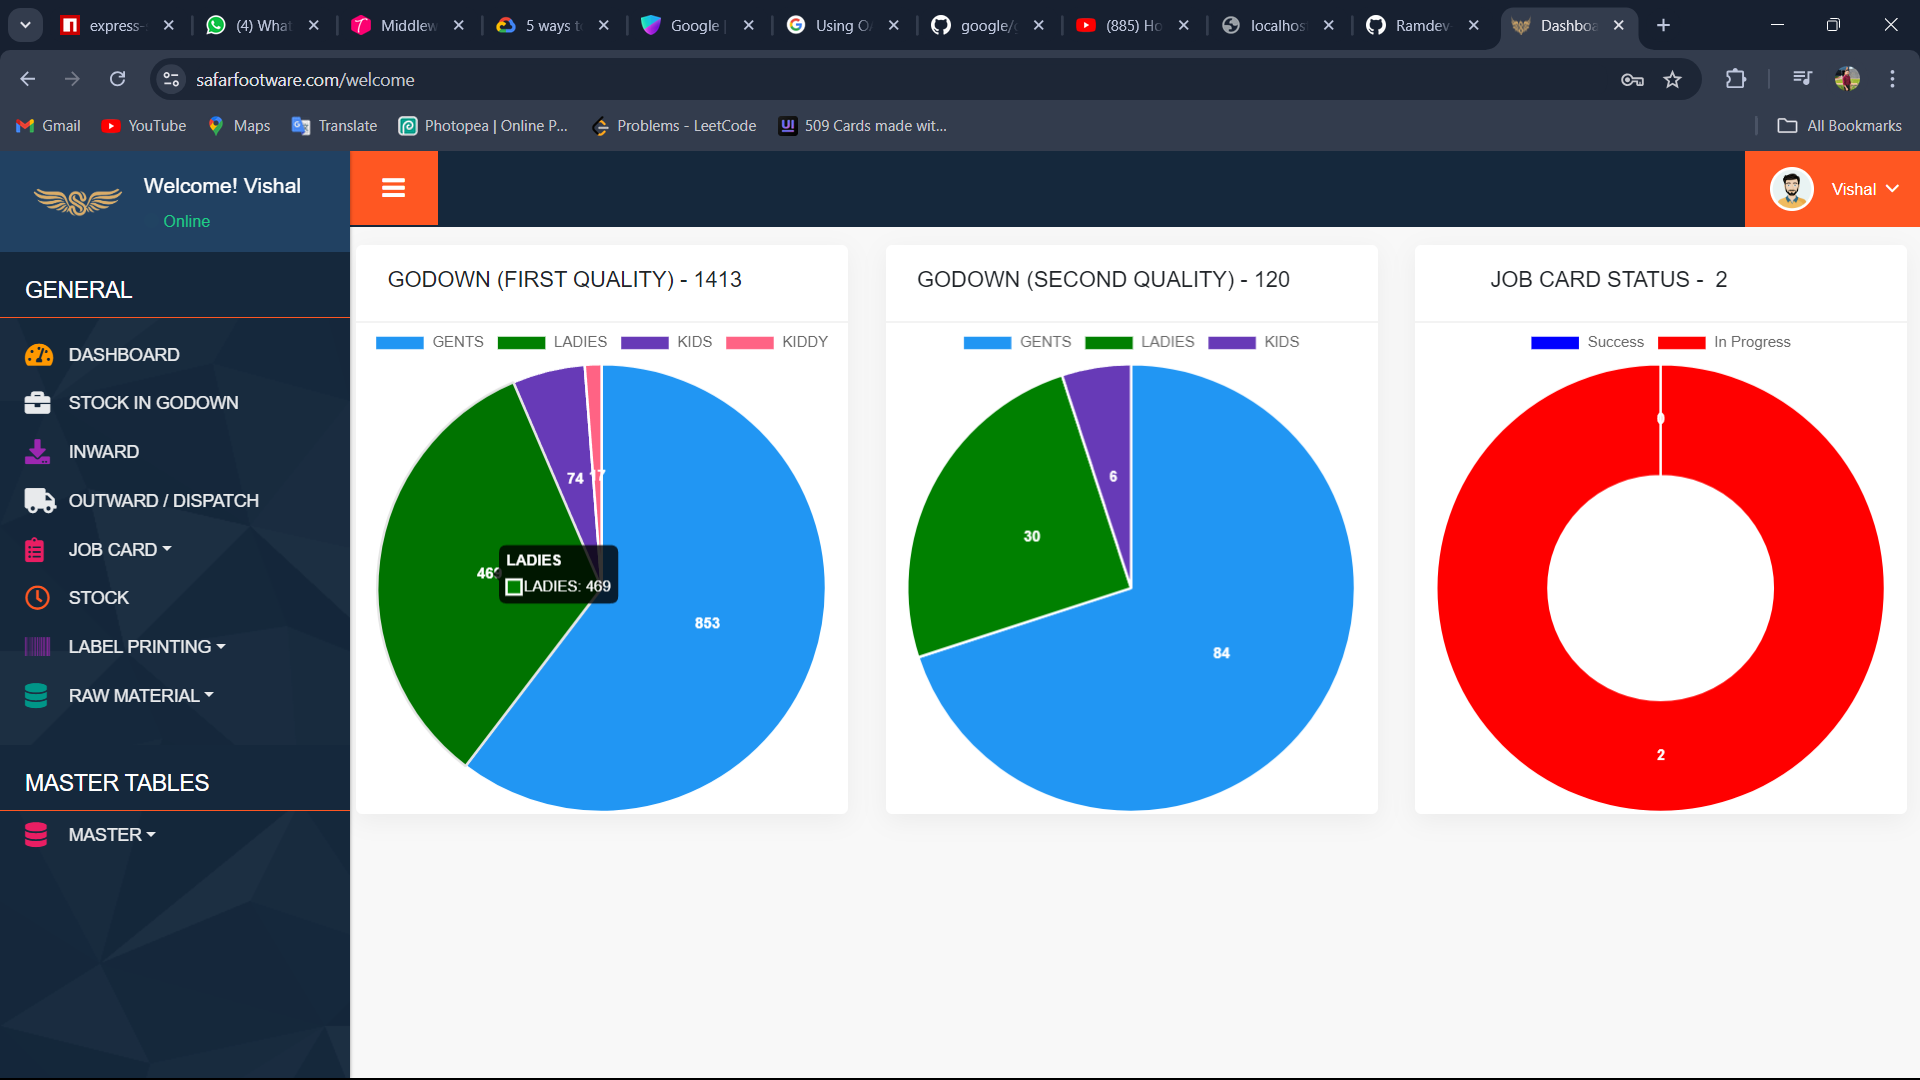 express-
(4) What
Middlew
5 ways to
Google
Using OA
google/g
(885) Ho
localhos
Ramdev
Dashboa
safarfootware.com/welcome
Gmail
YouTube
Maps
Translate
Photopea | Online P...
Problems - LeetCode
509 Cards made wit...
All Bookmarks
Welcome! Vishal
Online
Vishal
GENERAL
DASHBOARD
STOCK IN GODOWN
INWARD
OUTWARD / DISPATCH
JOB CARD
STOCK
LABEL PRINTING
RAW MATERIAL
MASTER TABLES
MASTER
GODOWN (FIRST QUALITY) - 1413
GENTS LADIES KIDS KIDDY
74
17
469
LADIES
LADIES: 469
853
GODOWN (SECOND QUALITY) - 120
GENTS LADIES KIDS
6
30
84
JOB CARD STATUS - 2
Success In Progress
0
2